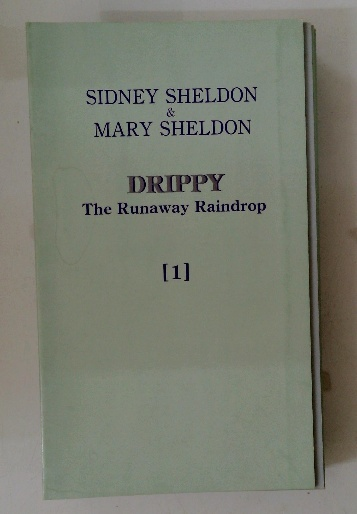 SIDNEY SHELDON
&
MARY SHELDON
DRIPPY
The Runaway Raindrop
[1]